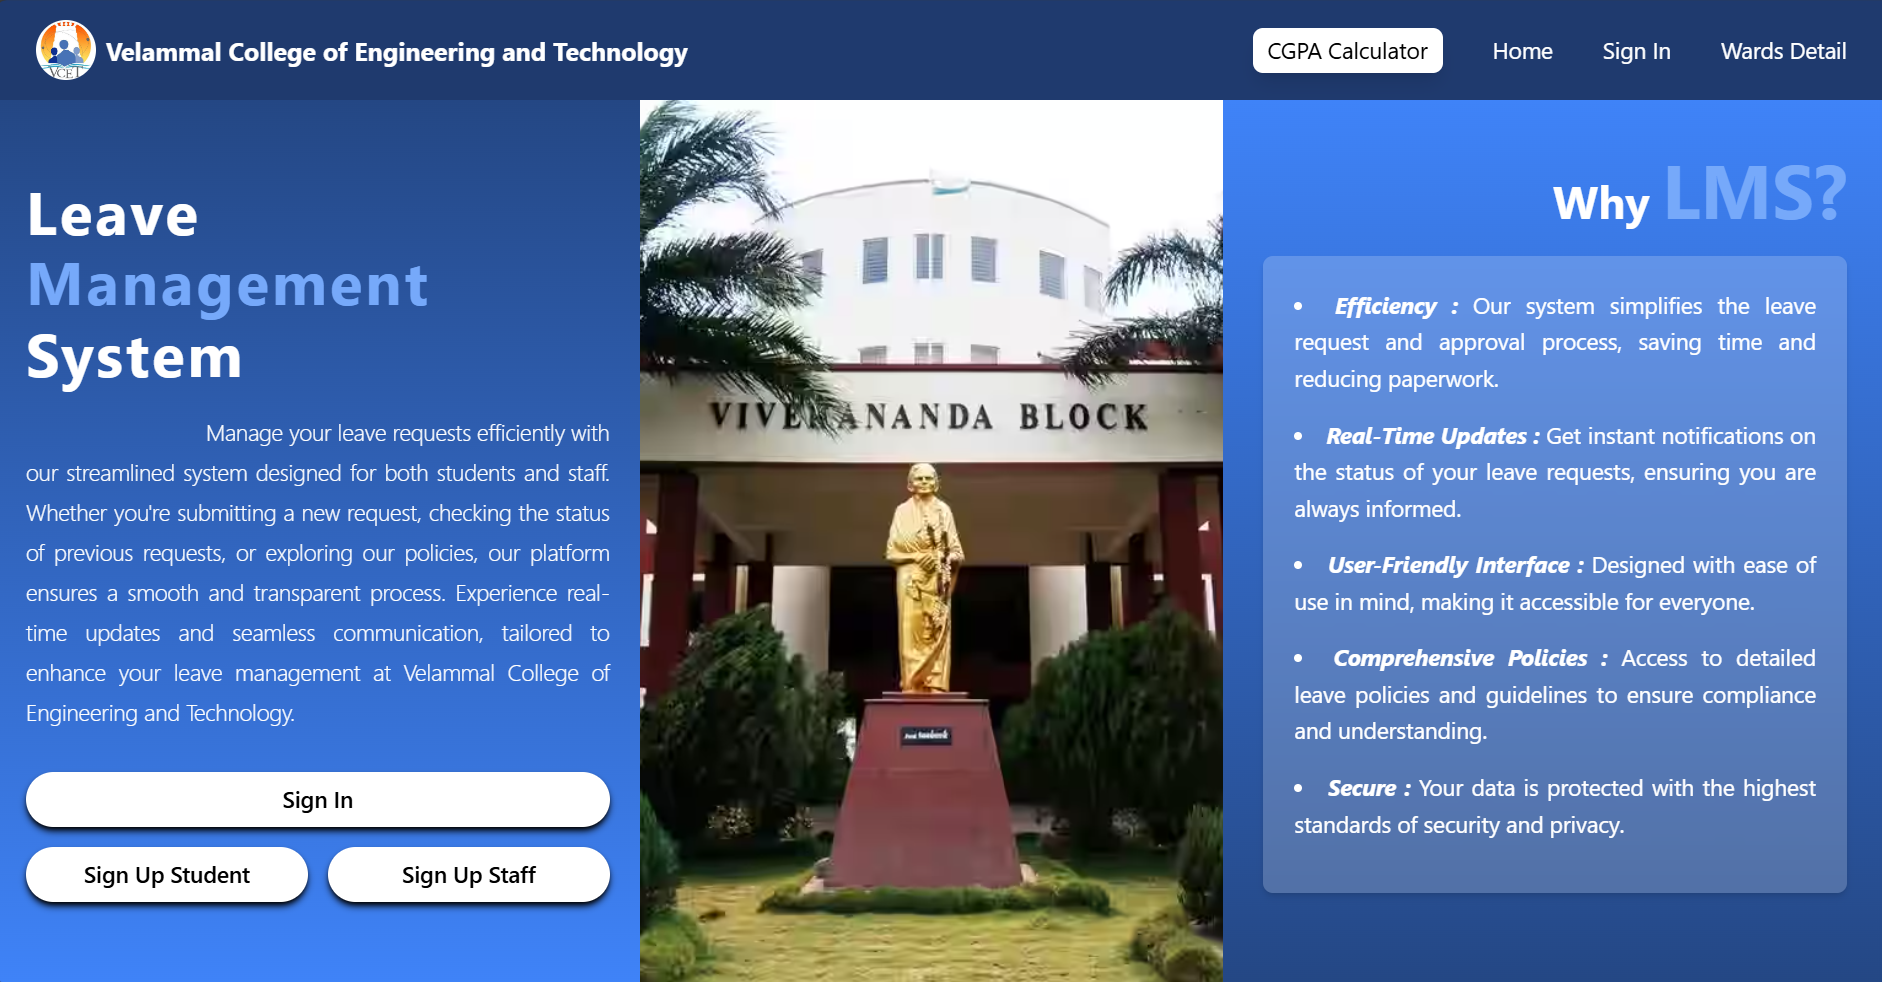 VCET
Velammal College of Engineering and Technology
CGPA Calculator
Home
Sign In
Wards Detail
Leave
Management
System
Manage your leave requests efficiently with
our streamlined system designed for both students and staff.
Whether you're submitting a new request, checking the status
of previous requests, or exploring our policies, our platform
ensures a smooth and transparent process. Experience real-
time updates and seamless communication, tailored to
enhance your leave management at Velammal College of
Engineering and Technology.
Sign In
Sign Up Student
Sign Up Staff
VIVEKANANDA BLOCK
Why LMS?
• Efficiency : Our system simplifies the leave
request and approval process, saving time and
reducing paperwork.
• Real-Time Updates : Get instant notifications on
the status of your leave requests, ensuring you are
always informed.
• User-Friendly Interface : Designed with ease of
use in mind, making it accessible for everyone.
• Comprehensive Policies : Access to detailed
leave policies and guidelines to ensure compliance
and understanding.
• Secure : Your data is protected with the highest
standards of security and privacy.